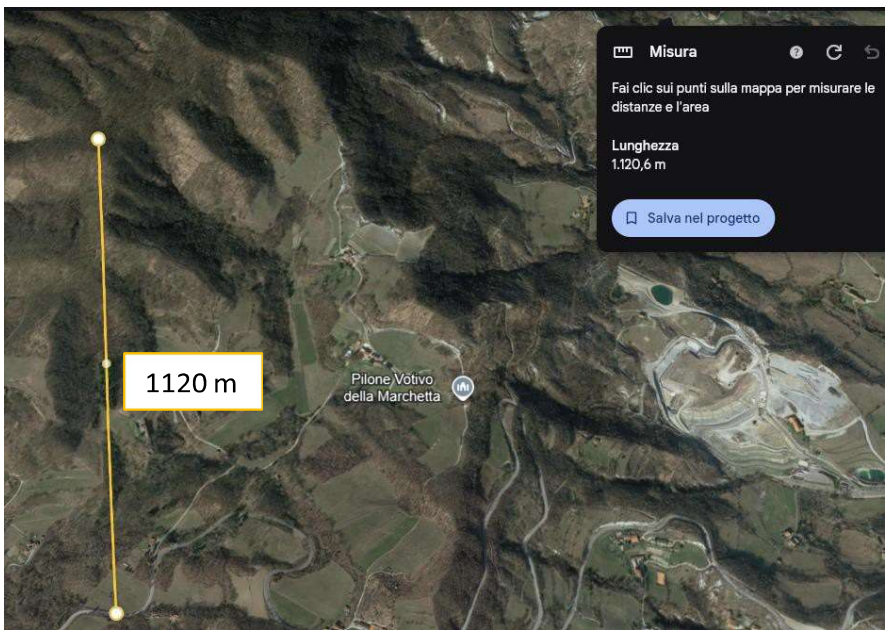 Misura
Fai clic sui punti sulla mappa per misurare le
distanze e l'area
Lunghezza
1.120,6 m
Salva nel progetto
1120 m
Pilone Votivo
della Marchetta